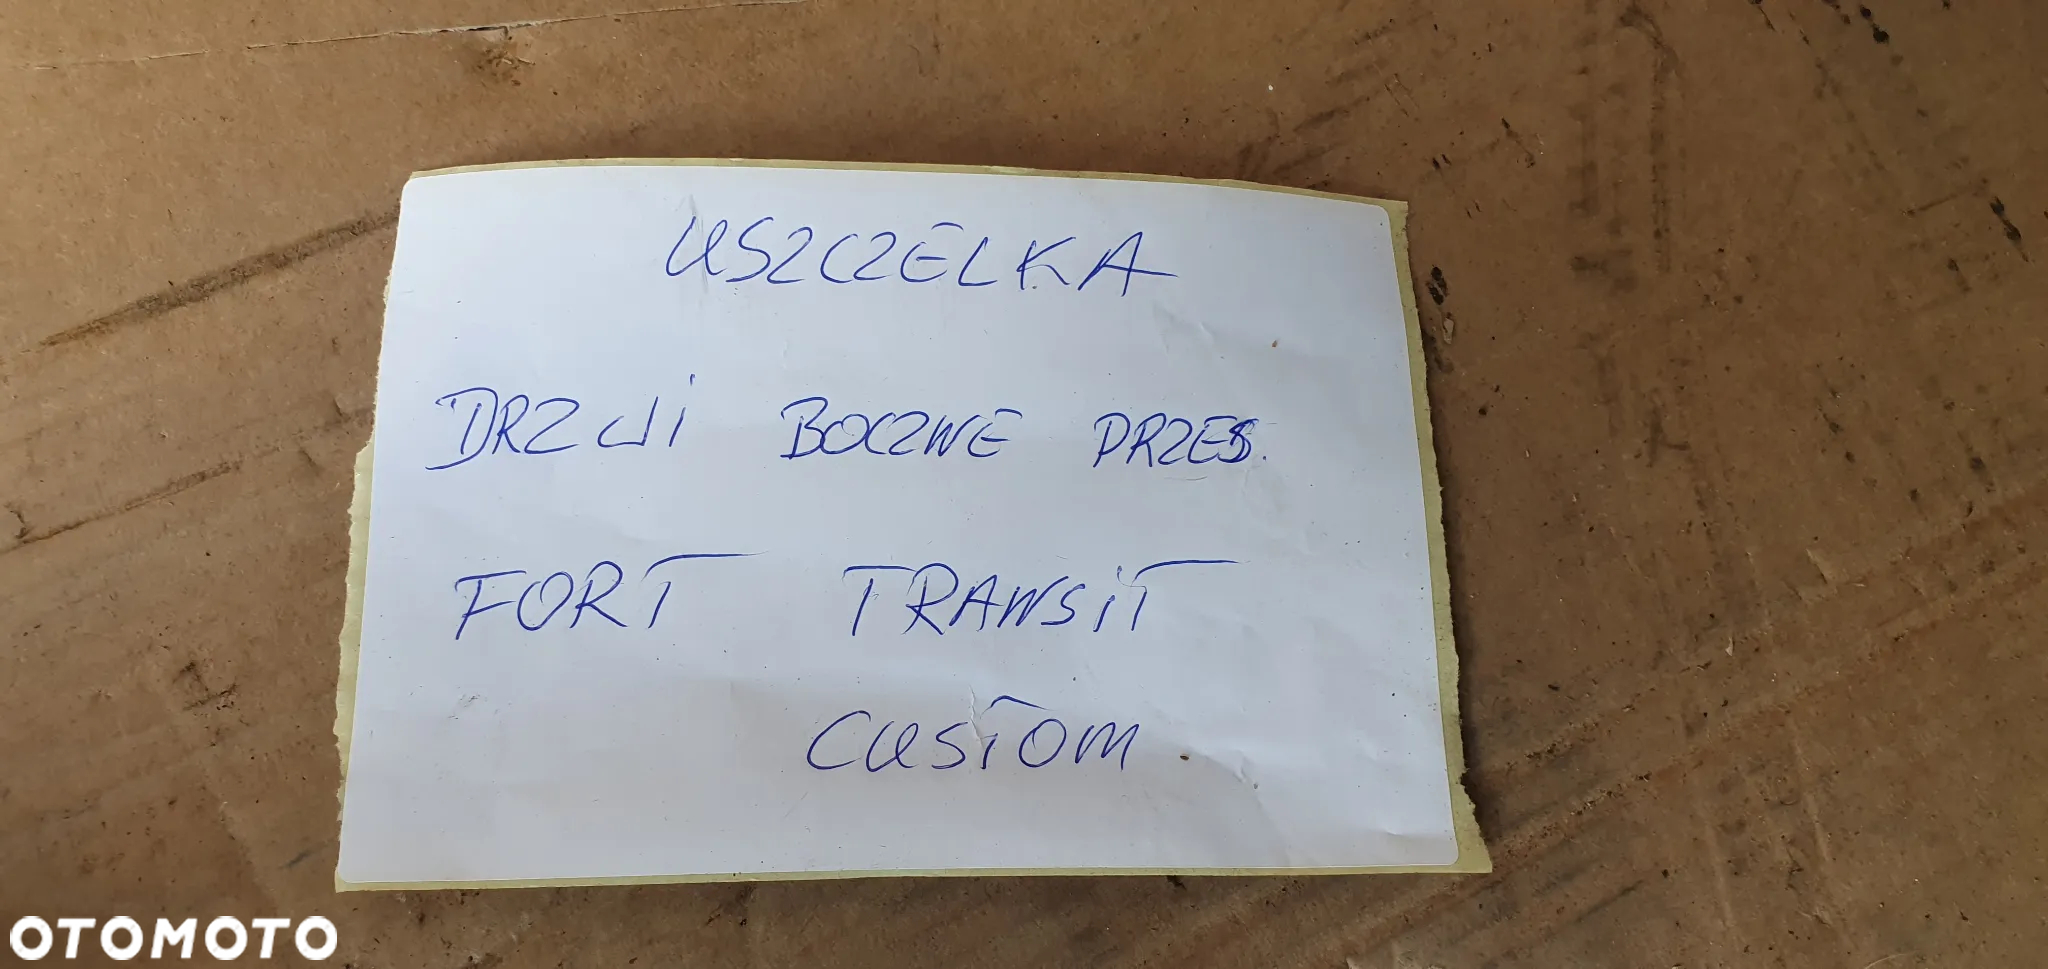 USZCZELKA
DRZWI BOCZNE PRZES.
FORT TRANSIT
CUSTOM
OTOMOTO